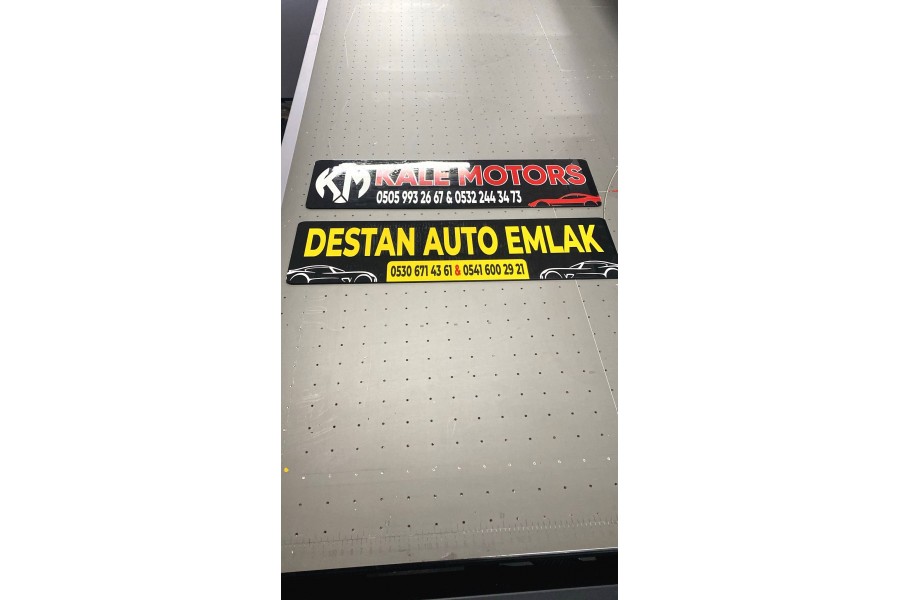 KM KALE MOTORS
0505 993 26 67 & 0532 244 34 73
DESTAN AUTO EMLAK
0530 671 43 61 & 0541 600 29 21